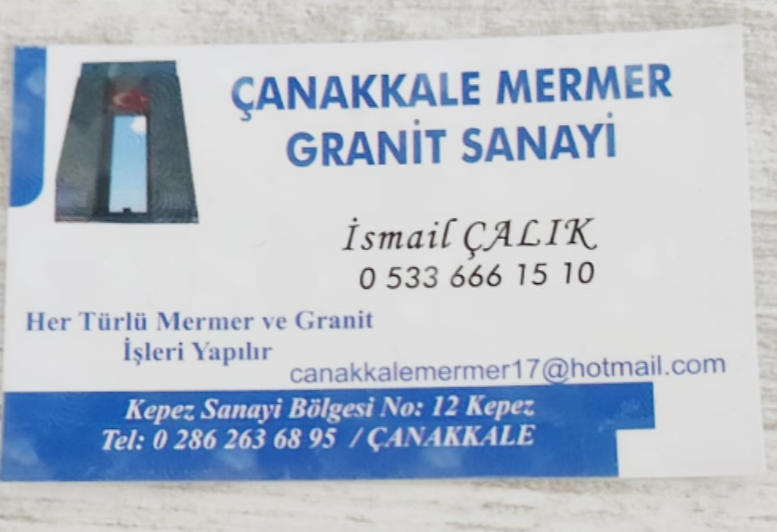 ÇANAKKALE MERMER
GRANİT SANAYİ
İsmail ÇALIK
0 533 666 15 10
Her Türlü Mermer ve Granit
İşleri Yapılır
canakkalemermer17@hotmail.com
Kepez Sanayi Bölgesi No: 12 Kepez
Tel: 0 286 263 68 95 / ÇANAKKALE